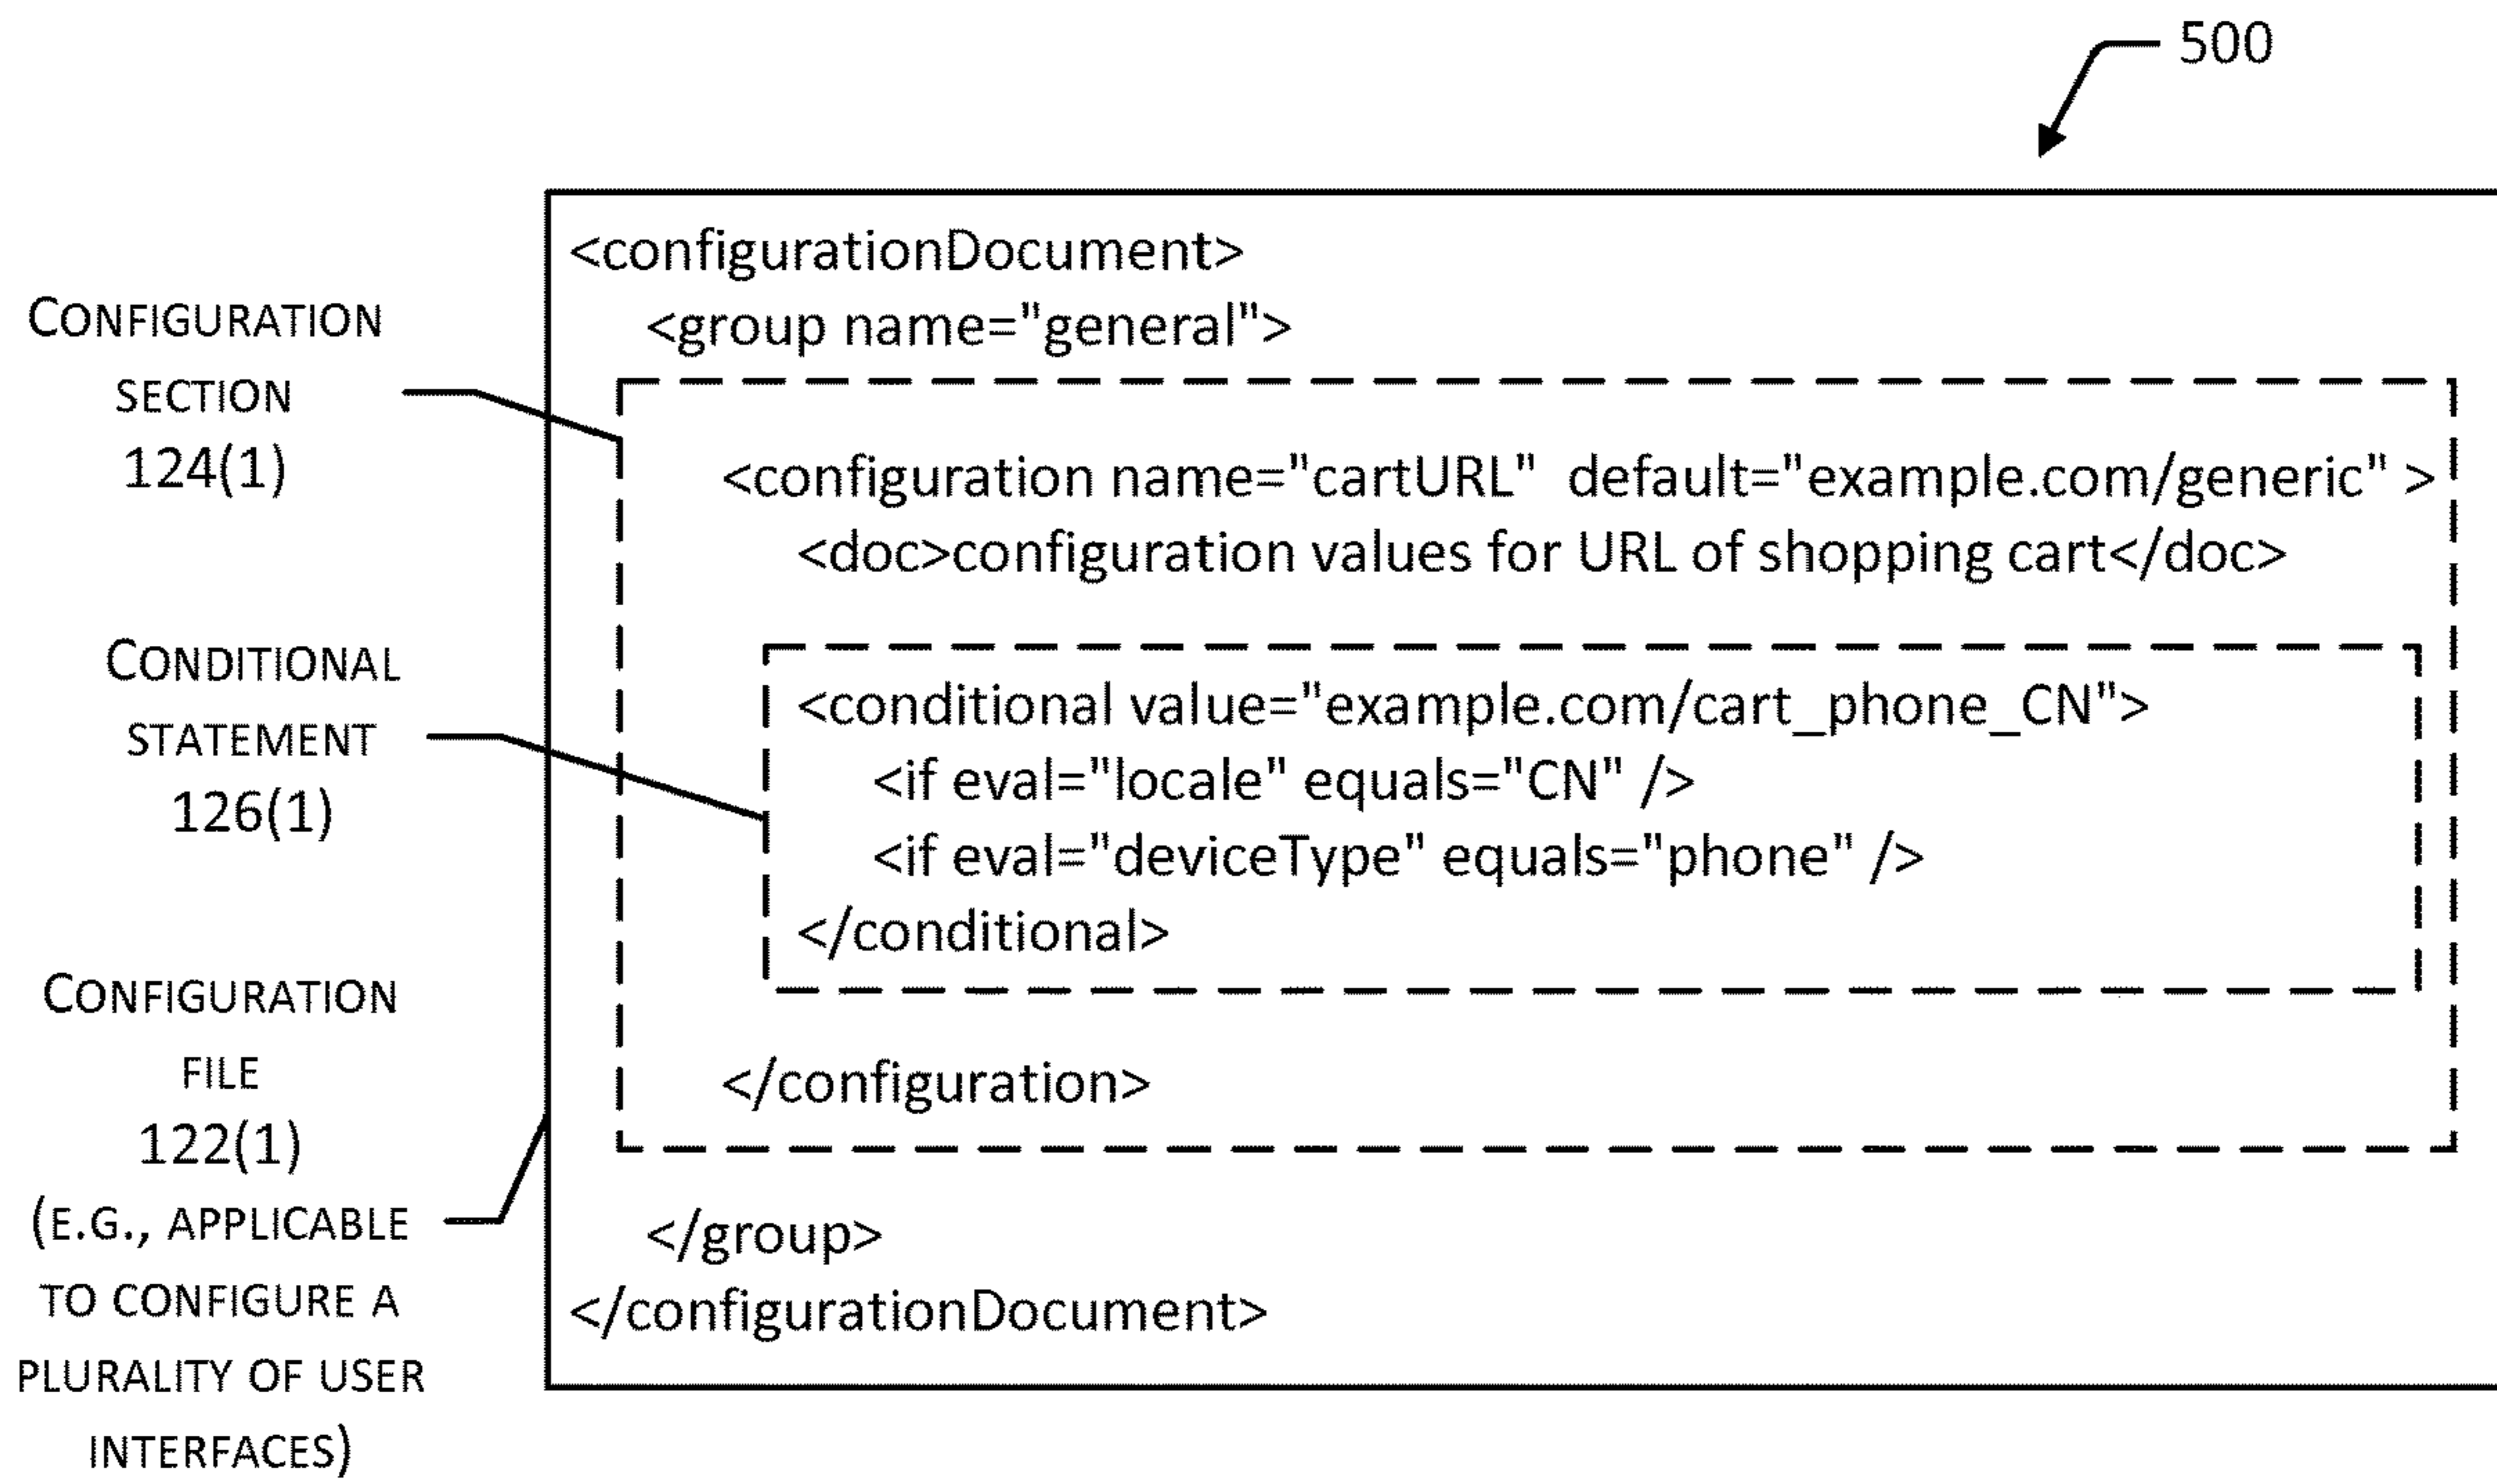 500
CONFIGURATION
SECTION
124(1)
CONDITIONAL
STATEMENT
126(1)
CONFIGURATION
FILE
122(1)
(E.G., APPLICABLE
TO CONFIGURE A
PLURALITY OF USER
INTERFACES)
<configurationDocument>
<group name="general">
<configuration name="cartURL" default="example.com/generic" >
<doc>configuration values for URL of shopping cart</doc>
<conditional value="example.com/cart_phone_CN">
<if eval="locale" equals="CN" />
<if eval="deviceType" equals="phone" />
</conditional>
</configuration>
</group>
</configurationDocument>